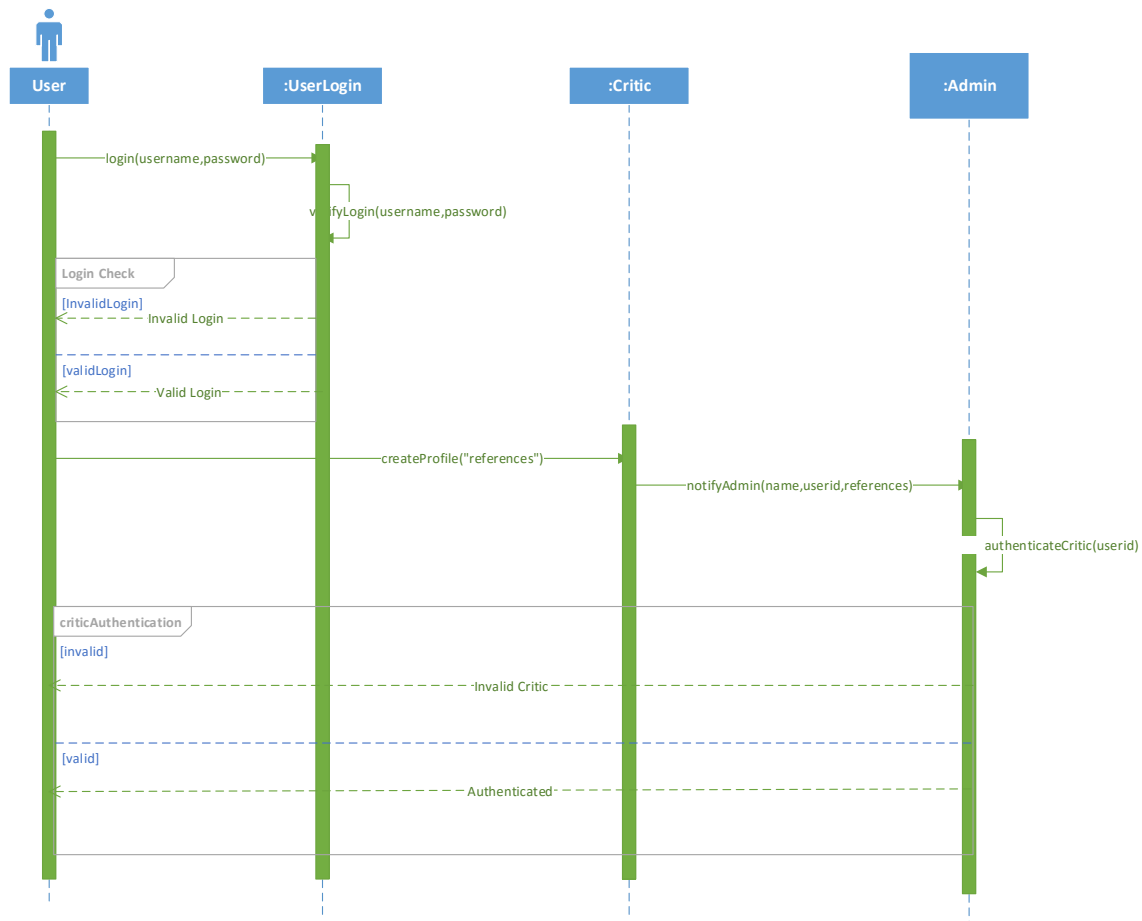 User
:UserLogin
:Critic
:Admin
login(username,password)
verifyLogin(username,password)
Login Check
[InvalidLogin]
Invalid Login
[validLogin]
Valid Login
createProfile("references")
notifyAdmin(name,userid,references)
authenticateCritic(userid)
criticAuthentication
[invalid]
Invalid Critic
[valid]
Authenticated